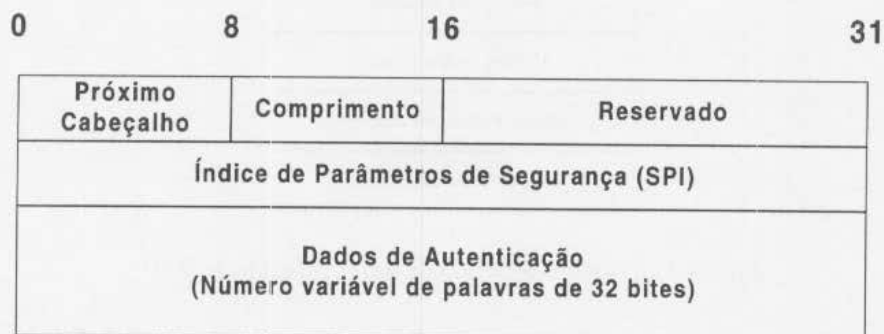 0 8 16 31
Próximo Cabeçalho
Comprimento
Reservado
Índice de Parâmetros de Segurança (SPI)
Dados de Autenticação
(Número variável de palavras de 32 bites)